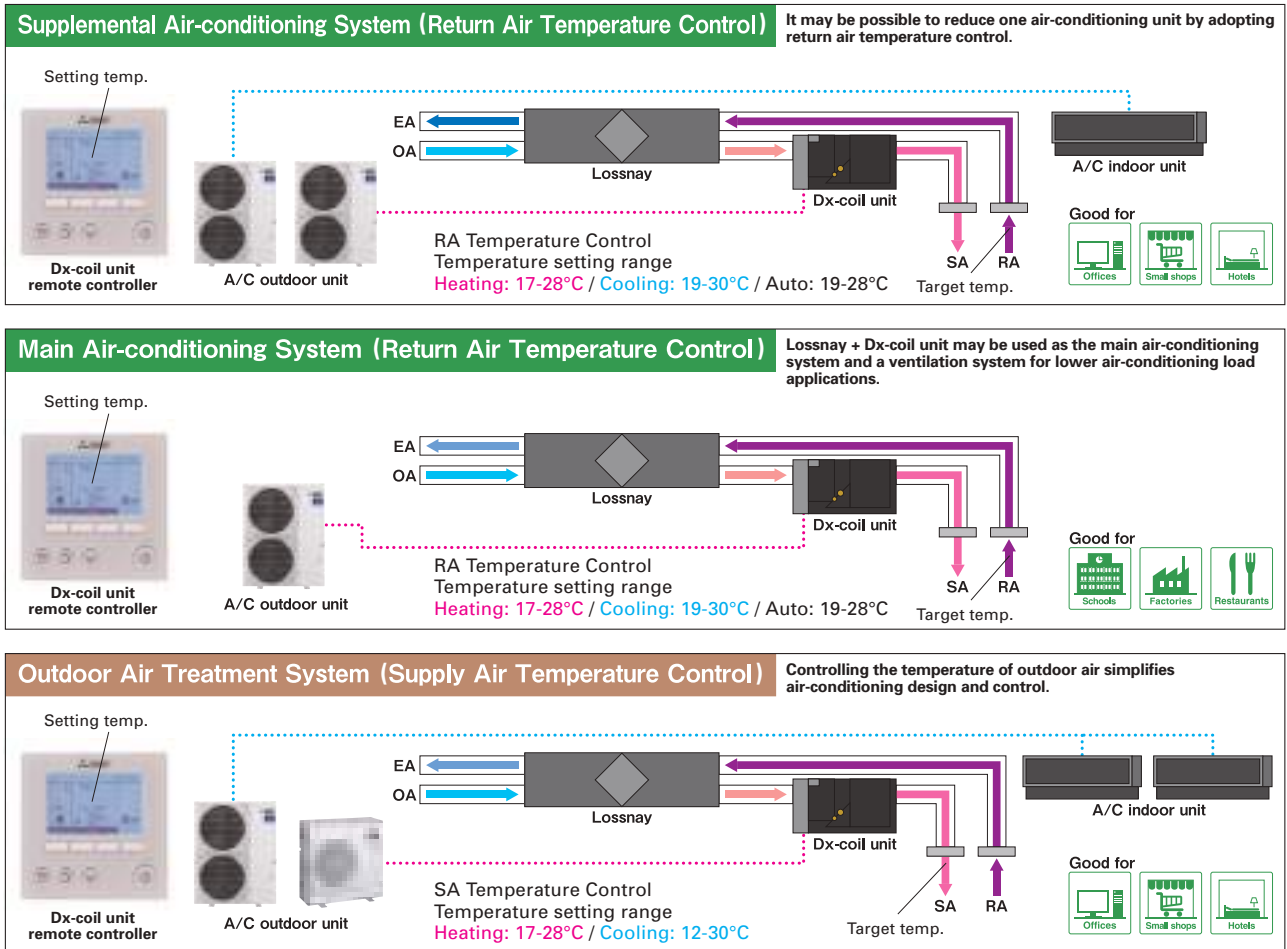 Supplemental Air-conditioning System (Return Air Temperature Control)
It may be possible to reduce one air-conditioning unit by adopting
return air temperature control.
Setting temp.
EA
OA
Lossnay
Dx-coil unit
A/C indoor unit
Dx-coil unit
remote controller
A/C outdoor unit
RA Temperature Control
Temperature setting range
Heating: 17-28°C / Cooling: 19-30°C / Auto: 19-28°C
SA
RA
Target temp.
Good for
Offices
Small shops
Hotels
Main Air-conditioning System (Return Air Temperature Control)
Lossnay + Dx-coil unit may be used as the main air-conditioning
system and a ventilation system for lower air-conditioning load
applications.
Setting temp.
EA
OA
Lossnay
Dx-coil unit
Dx-coil unit
remote controller
A/C outdoor unit
RA Temperature Control
Temperature setting range
Heating: 17-28°C / Cooling: 19-30°C / Auto: 19-28°C
SA
RA
Target temp.
Good for
Schools
Factories
Restaurants
Outdoor Air Treatment System (Supply Air Temperature Control)
Controlling the temperature of outdoor air simplifies
air-conditioning design and control.
Setting temp.
EA
OA
Lossnay
Dx-coil unit
A/C indoor unit
Dx-coil unit
remote controller
A/C outdoor unit
SA Temperature Control
Temperature setting range
Heating: 17-28°C / Cooling: 12-30°C
SA
RA
Target temp.
Good for
Offices
Small shops
Hotels